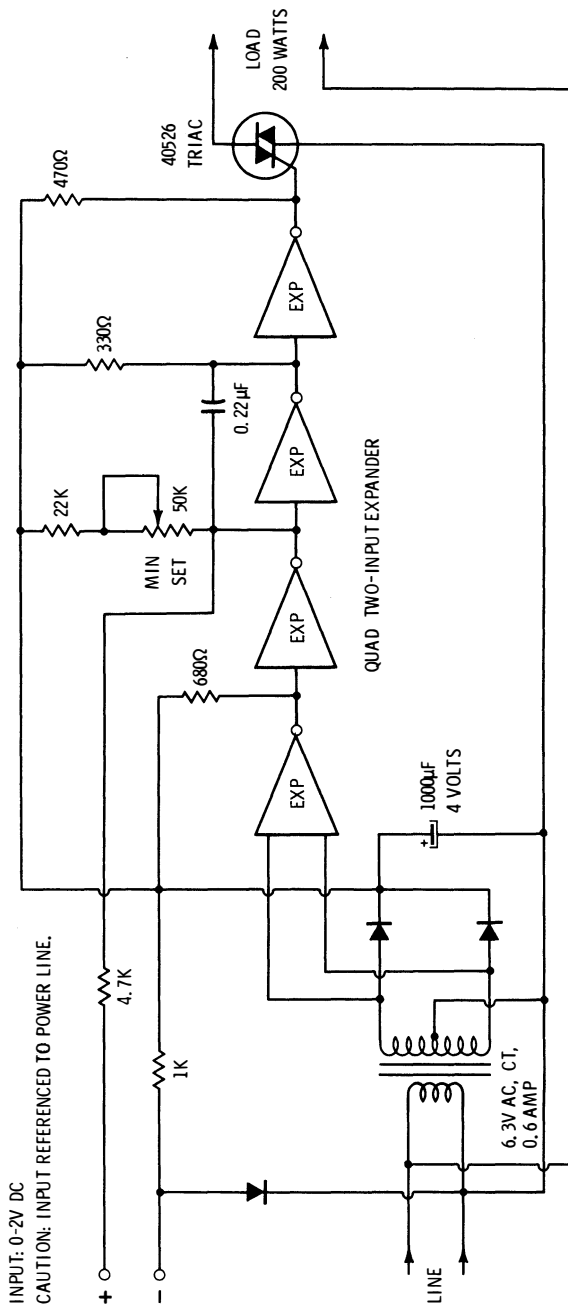 INPUT: 0-2V DC
CAUTION: INPUT REFERENCED TO POWER LINE.
+
4.7K
−
1K
LINE
6.3V AC, CT,
0.6 AMP
+
1000µF
4 VOLTS
EXP
680Ω
EXP
MIN
SET
22K
50K
EXP
0.22µF
330Ω
EXP
470Ω
QUAD TWO-INPUT EXPANDER
40526
TRIAC
LOAD
200 WATTS